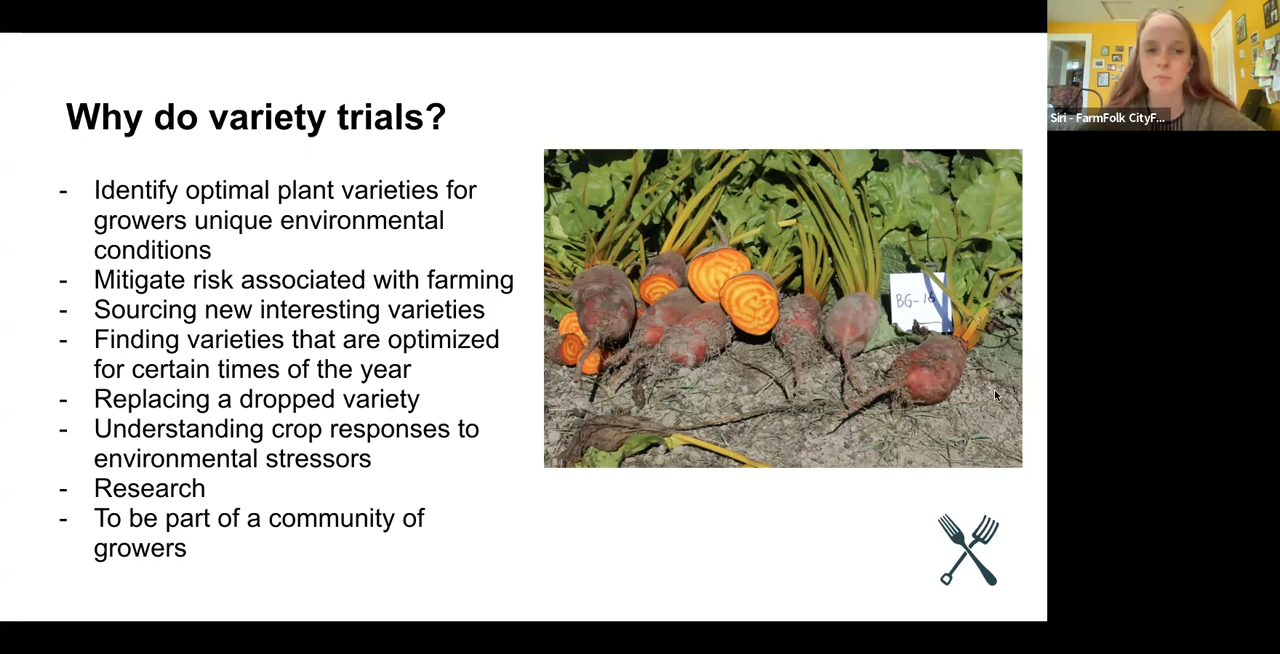 Why do variety trials?
- Identify optimal plant varieties for
growers unique environmental
conditions
- Mitigate risk associated with farming
- Sourcing new interesting varieties
- Finding varieties that are optimized
for certain times of the year
- Replacing a dropped variety
- Understanding crop responses to
environmental stressors
- Research
- To be part of a community of
growers
BG-16
Siri - FarmFolk CityF...